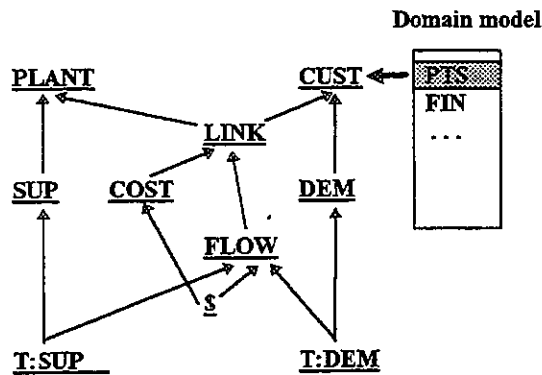 Domain model
PLANT
CUST
PTS
FIN
...
LINK
SUP
COST
DEM
FLOW
$
T:SUP
T:DEM